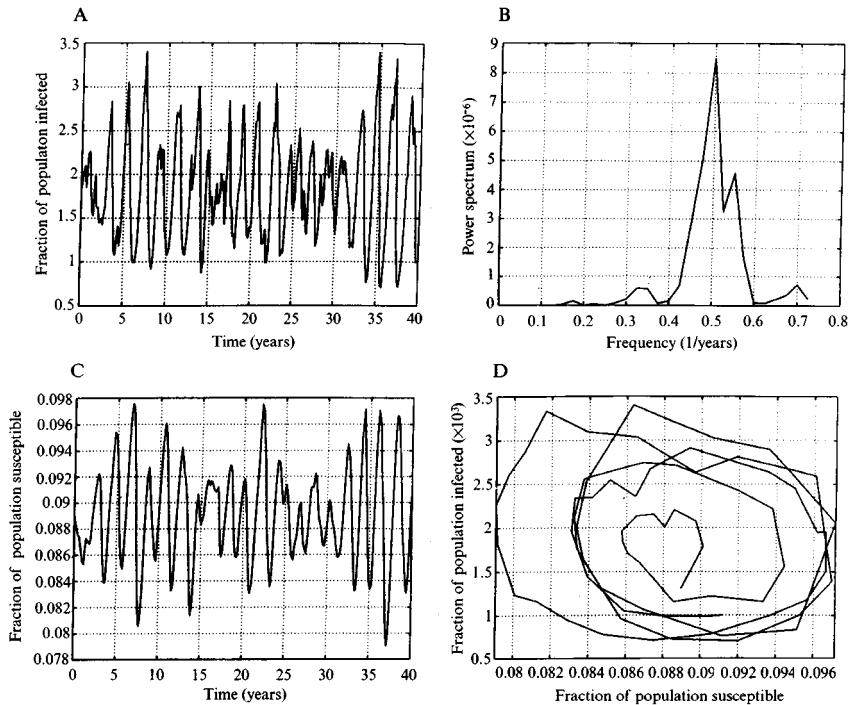 A
Fraction of populaton infected
3.5
3
2.5
2
1.5
1
0.5
0 5 10 15 20 25 30 35 40
Time (years)
B
Power spectrum (×10⁻⁶)
9
8
7
6
5
4
3
2
1
0
0 0.1 0.2 0.3 0.4 0.5 0.6 0.7 0.8
Frequency (1/years)
C
Fraction of population susceptible
0.098
0.096
0.094
0.092
0.09
0.088
0.086
0.084
0.082
0.08
0.078
0 5 10 15 20 25 30 35 40
Time (years)
D
Fraction of population infected (×10³)
3.5
3
2.5
2
1.5
1
0.5
0.08 0.082 0.084 0.086 0.088 0.09 0.092 0.094 0.096
Fraction of population susceptible